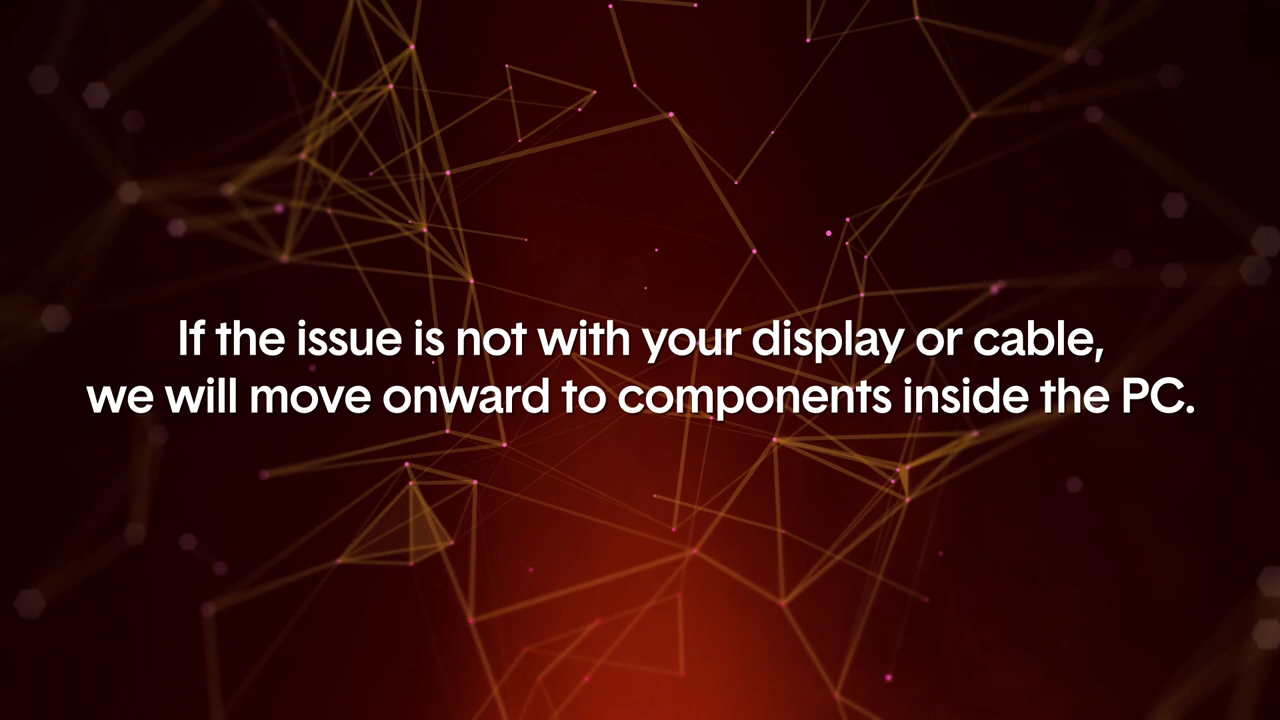 If the issue is not with your display or cable,
we will move onward to components inside the PC.